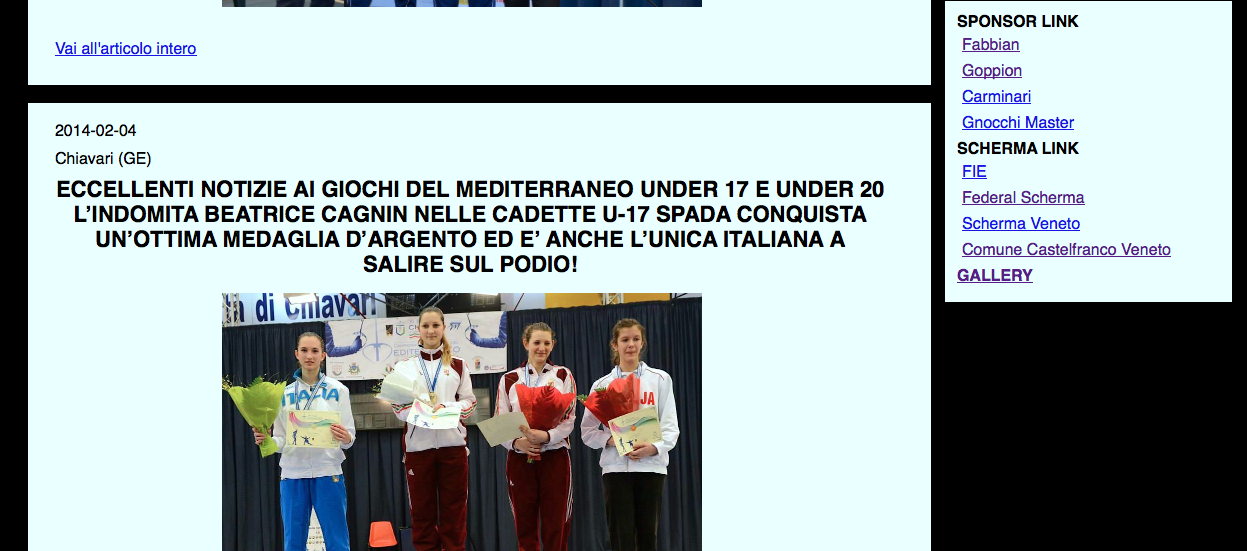 Vai all'articolo intero
2014-02-04
Chiavari (GE)
ECCELLENTI NOTIZIE AI GIOCHI DEL MEDITERRANEO UNDER 17 E UNDER 20
L’INDOMITA BEATRICE CAGNIN NELLE CADETTE U-17 SPADA CONQUISTA
UN’OTTIMA MEDAGLIA D’ARGENTO ED E’ ANCHE L’UNICA ITALIANA A
SALIRE SUL PODIO!
di Chiavari
ITALIA
SPONSOR LINK
Fabbian
Goppion
Carminari
Gnocchi Master
SCHERMA LINK
FIE
Federal Scherma
Scherma Veneto
Comune Castelfranco Veneto
GALLERY